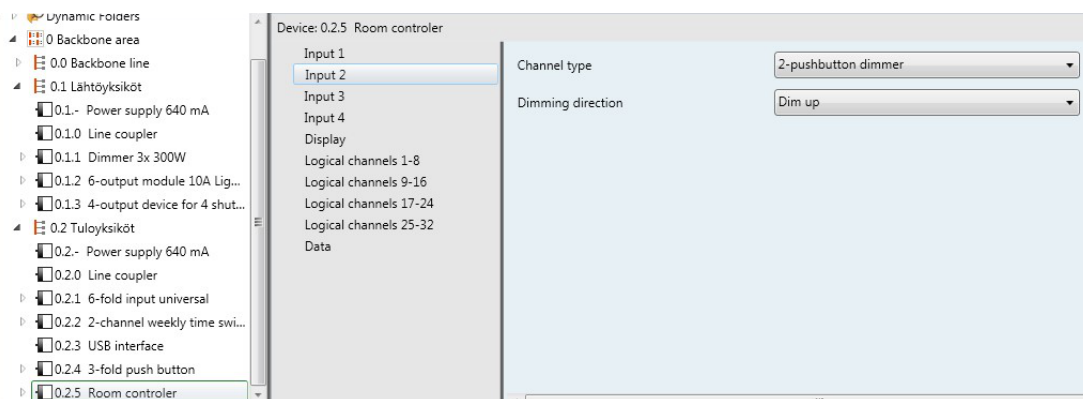 Dynamic Folders
0 Backbone area
0.0 Backbone line
0.1 Lähtöyksiköt
0.1.- Power supply 640 mA
0.1.0 Line coupler
0.1.1 Dimmer 3x 300W
0.1.2 6-output module 10A Lig...
0.1.3 4-output device for 4 shut...
0.2 Tuloyksiköt
0.2.- Power supply 640 mA
0.2.0 Line coupler
0.2.1 6-fold input universal
0.2.2 2-channel weekly time swi...
0.2.3 USB interface
0.2.4 3-fold push button
0.2.5 Room controler
Device: 0.2.5 Room controler
Input 1
Input 2
Input 3
Input 4
Display
Logical channels 1-8
Logical channels 9-16
Logical channels 17-24
Logical channels 25-32
Data
Channel type 2-pushbutton dimmer
Dimming direction Dim up